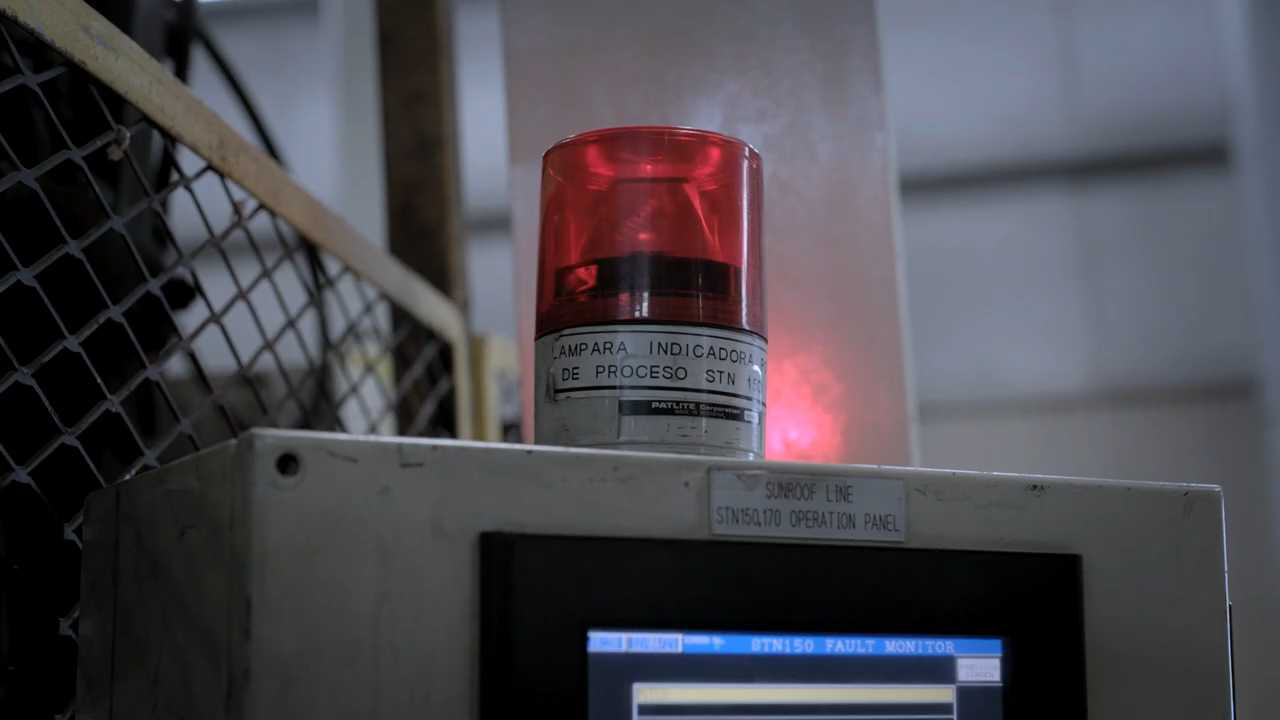 LAMPARA INDICADORA
DE PROCESO STN 150
PATLITE Corporation
SUNROOF LINE
STN150,170 OPERATION PANEL
STN150 FAULT MONITOR